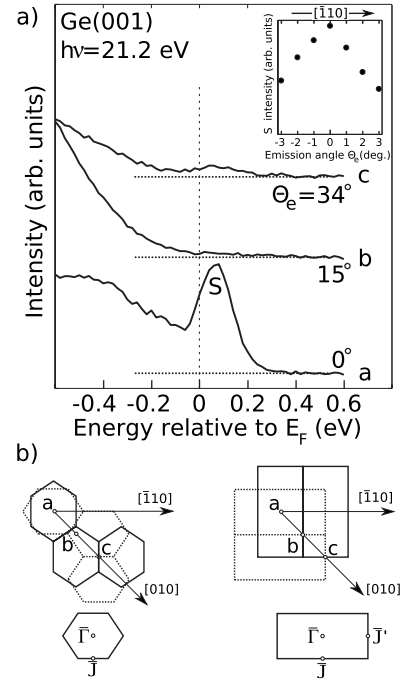 a)
Ge(001)
hν=21.2 eV
[1̅10]
S intensity (arb. units)
-3 -2 -1 0 1 2 3
Emission angle Θe(deg.)
Intensity (arb. units)
c
Θe=34°
b
15°
S
0°
a
-0.4 -0.2 0 0.2 0.4 0.6
Energy relative to EF (eV)
b)
a [1̅10]
b c
[010]
Γ̅
J̅
a [1̅10]
b c
[010]
Γ̅ J̅'
J̅